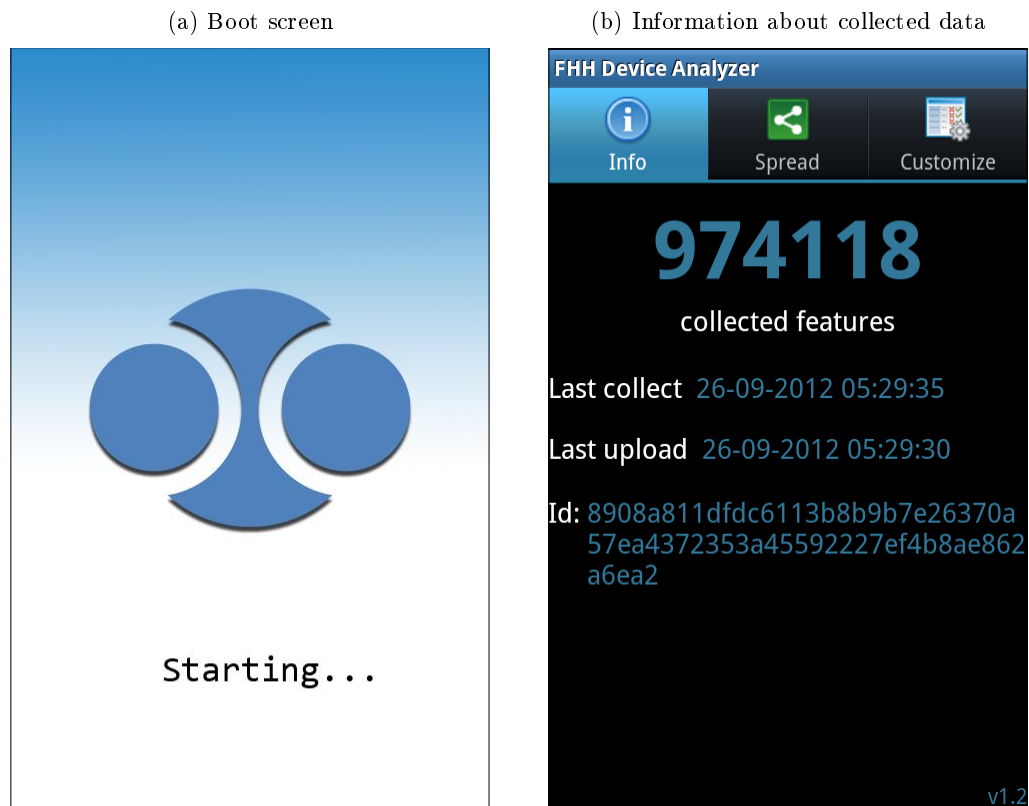 (a) Boot screen
Starting...
(b) Information about collected data
FHH Device Analyzer
Info
Spread
Customize
974118
collected features
Last collect 26-09-2012 05:29:35
Last upload 26-09-2012 05:29:30
Id: 8908a811dfdc6113b8b9b7e26370a
57ea4372353a45592227ef4b8ae862
a6ea2
v1.2